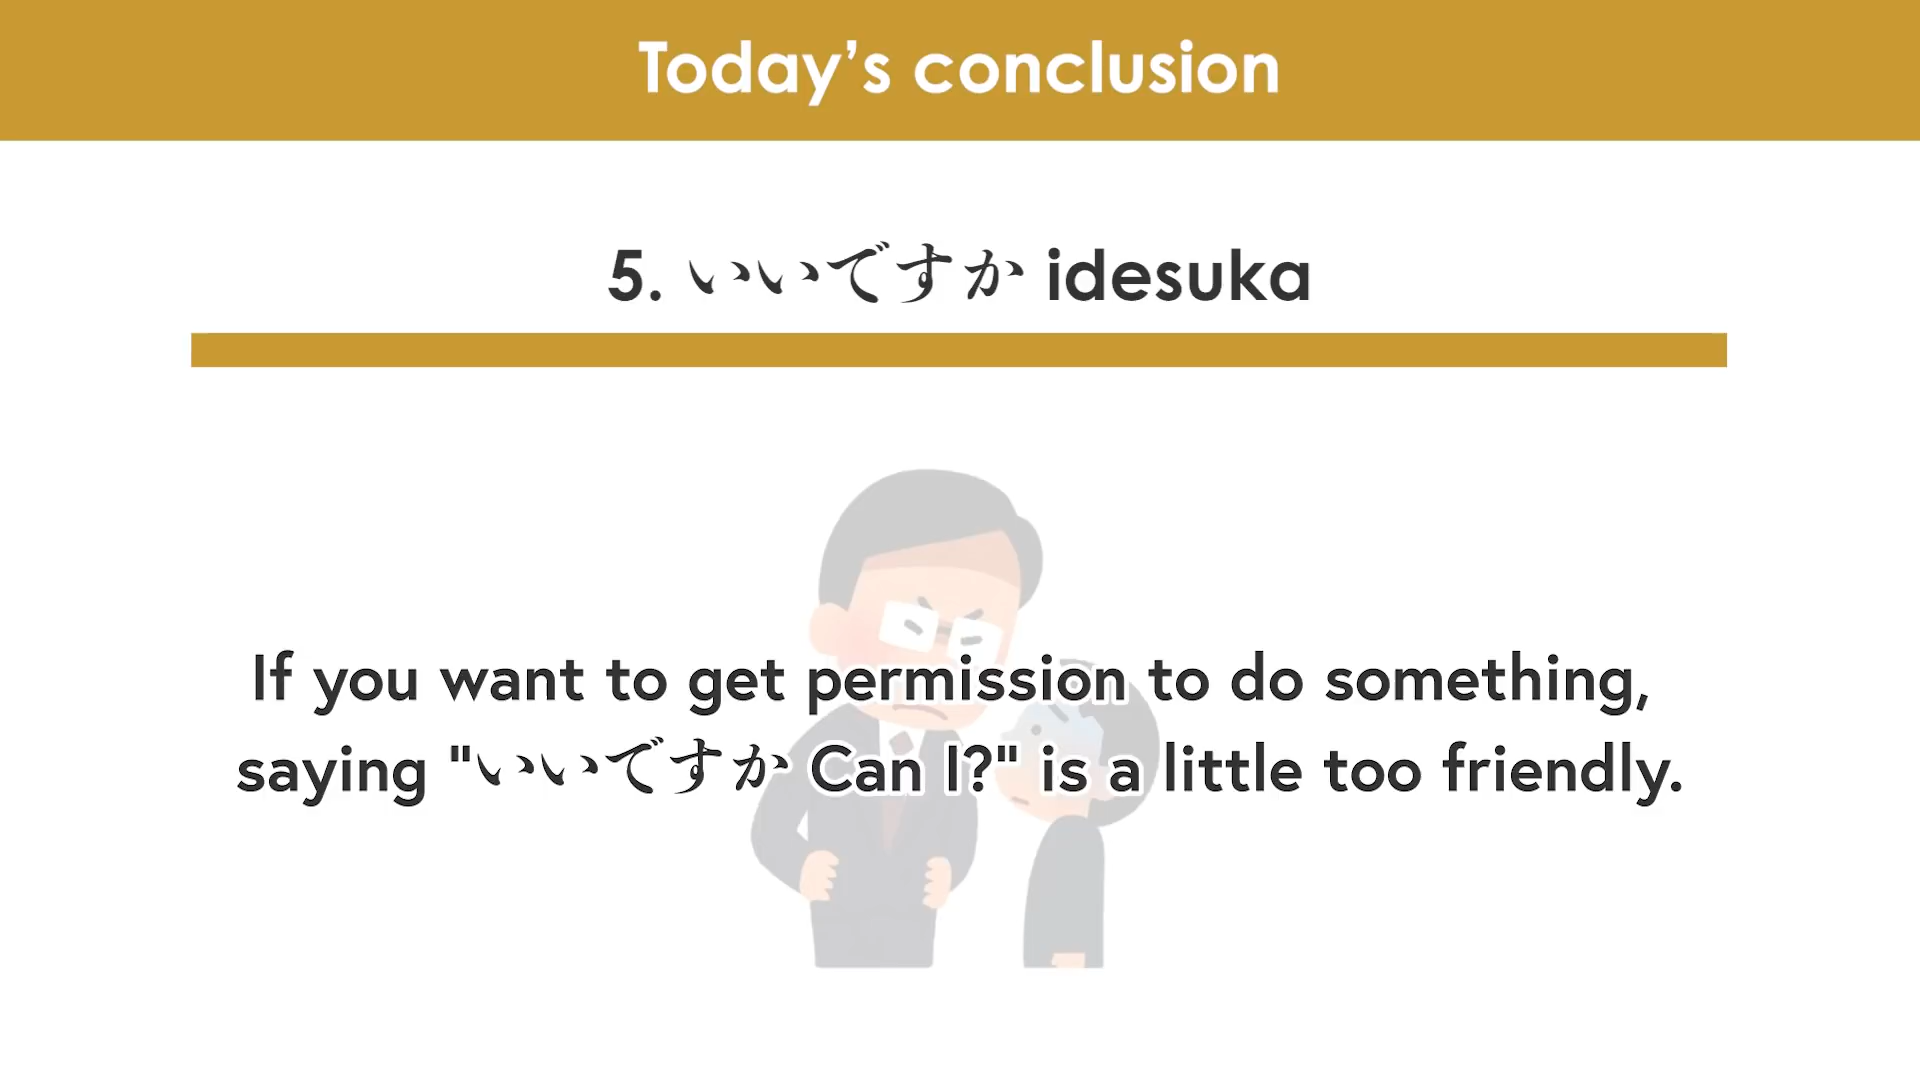 Today’s conclusion
5. いいですか idesuka
If you want to get permission to do something,
saying "いいですか Can I?" is a little too friendly.